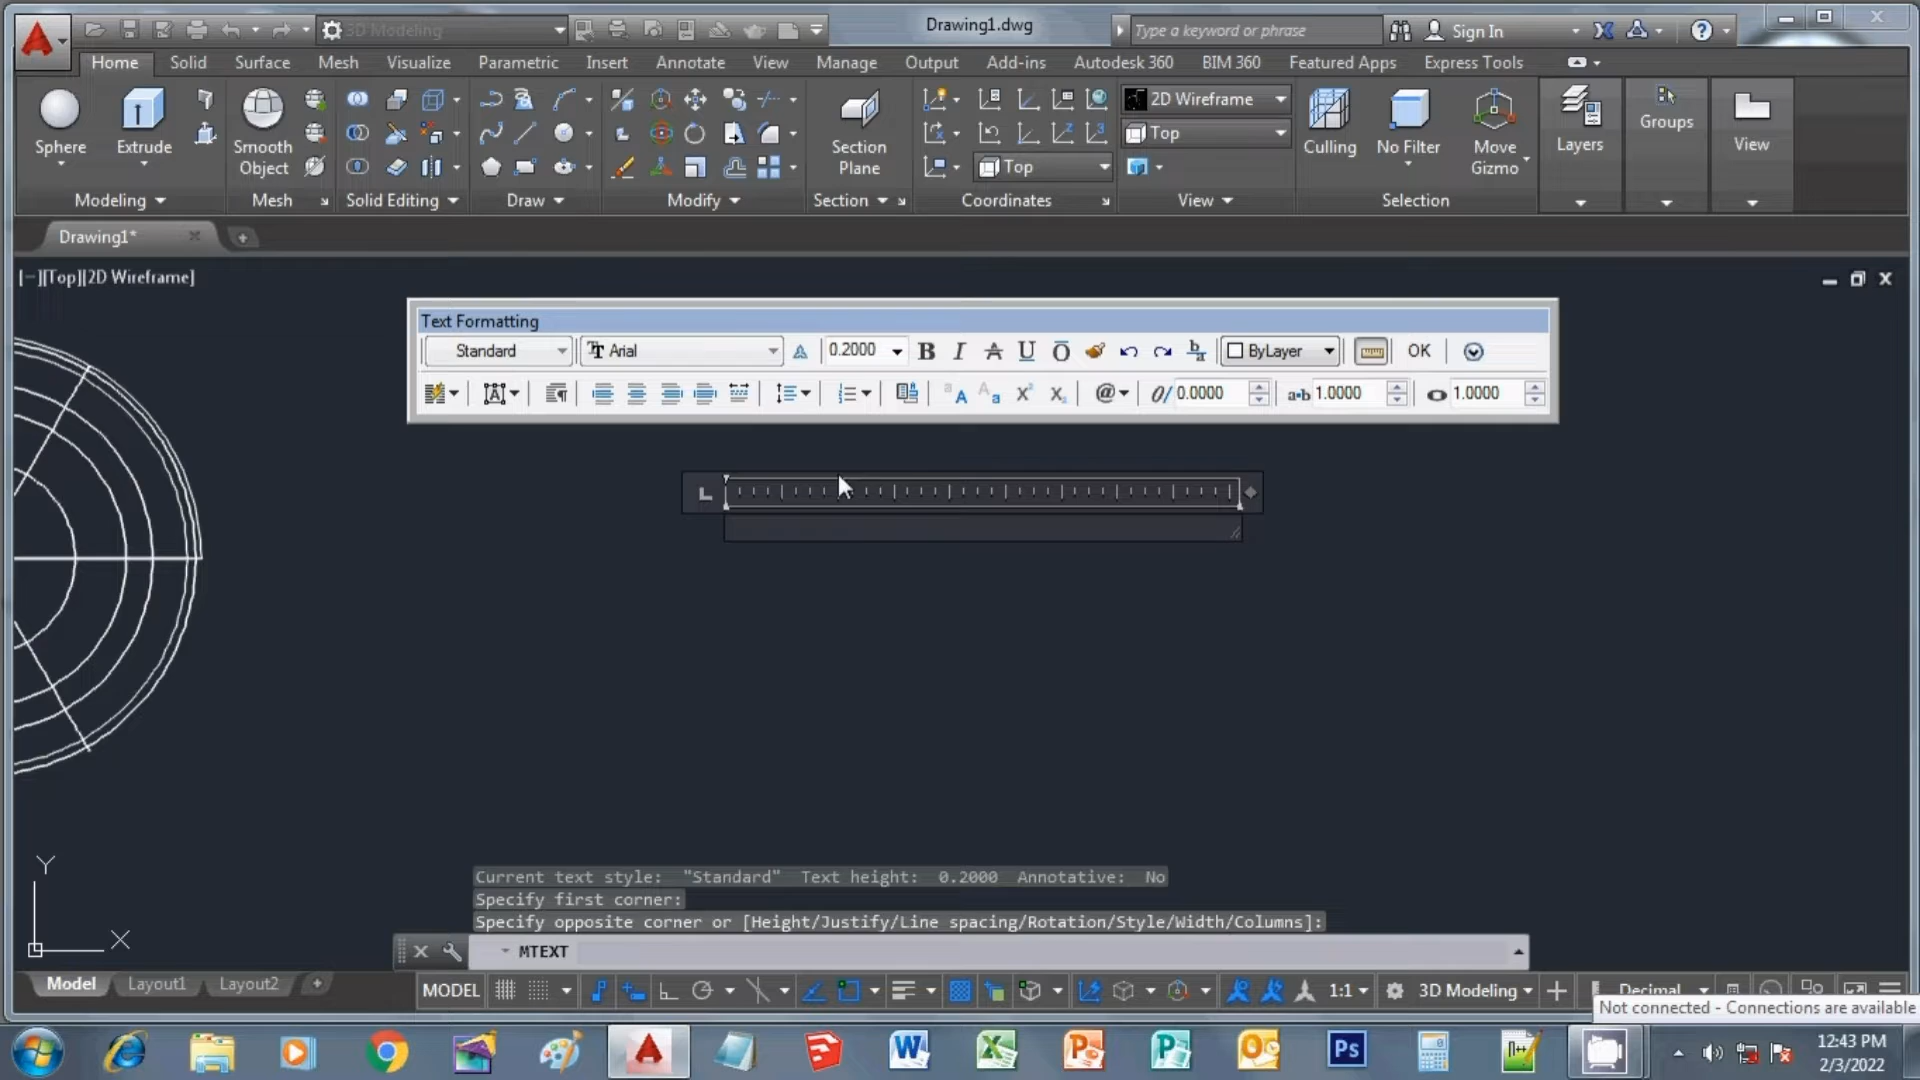 Drawing1.dwg
3D Modeling
Type a keyword or phrase
Sign In
Home Solid Surface Mesh Visualize Parametric Insert Annotate View Manage Output Add-ins Autodesk 360 BIM 360 Featured Apps Express Tools
Sphere
Extrude
Smooth Object
Section Plane
2D Wireframe
Top
Top
Culling
No Filter
Move Gizmo
Layers
Groups
View
Modeling
Mesh
Solid Editing
Draw
Modify
Section
Coordinates
View
Selection
Drawing1*
[−][Top][2D Wireframe]
Text Formatting
Standard Arial 0.2000 B I A U O b/a ByLayer OK
@ 0/ 0.0000 a•b 1.0000 1.0000
Y
X
Current text style: "Standard" Text height: 0.2000 Annotative: No
Specify first corner:
Specify opposite corner or [Height/Justify/Line spacing/Rotation/Style/Width/Columns]:
MTEXT
Model Layout1 Layout2
MODEL 1:1 3D Modeling Decimal
Not connected - Connections are available
Ps
12:43 PM
2/3/2022